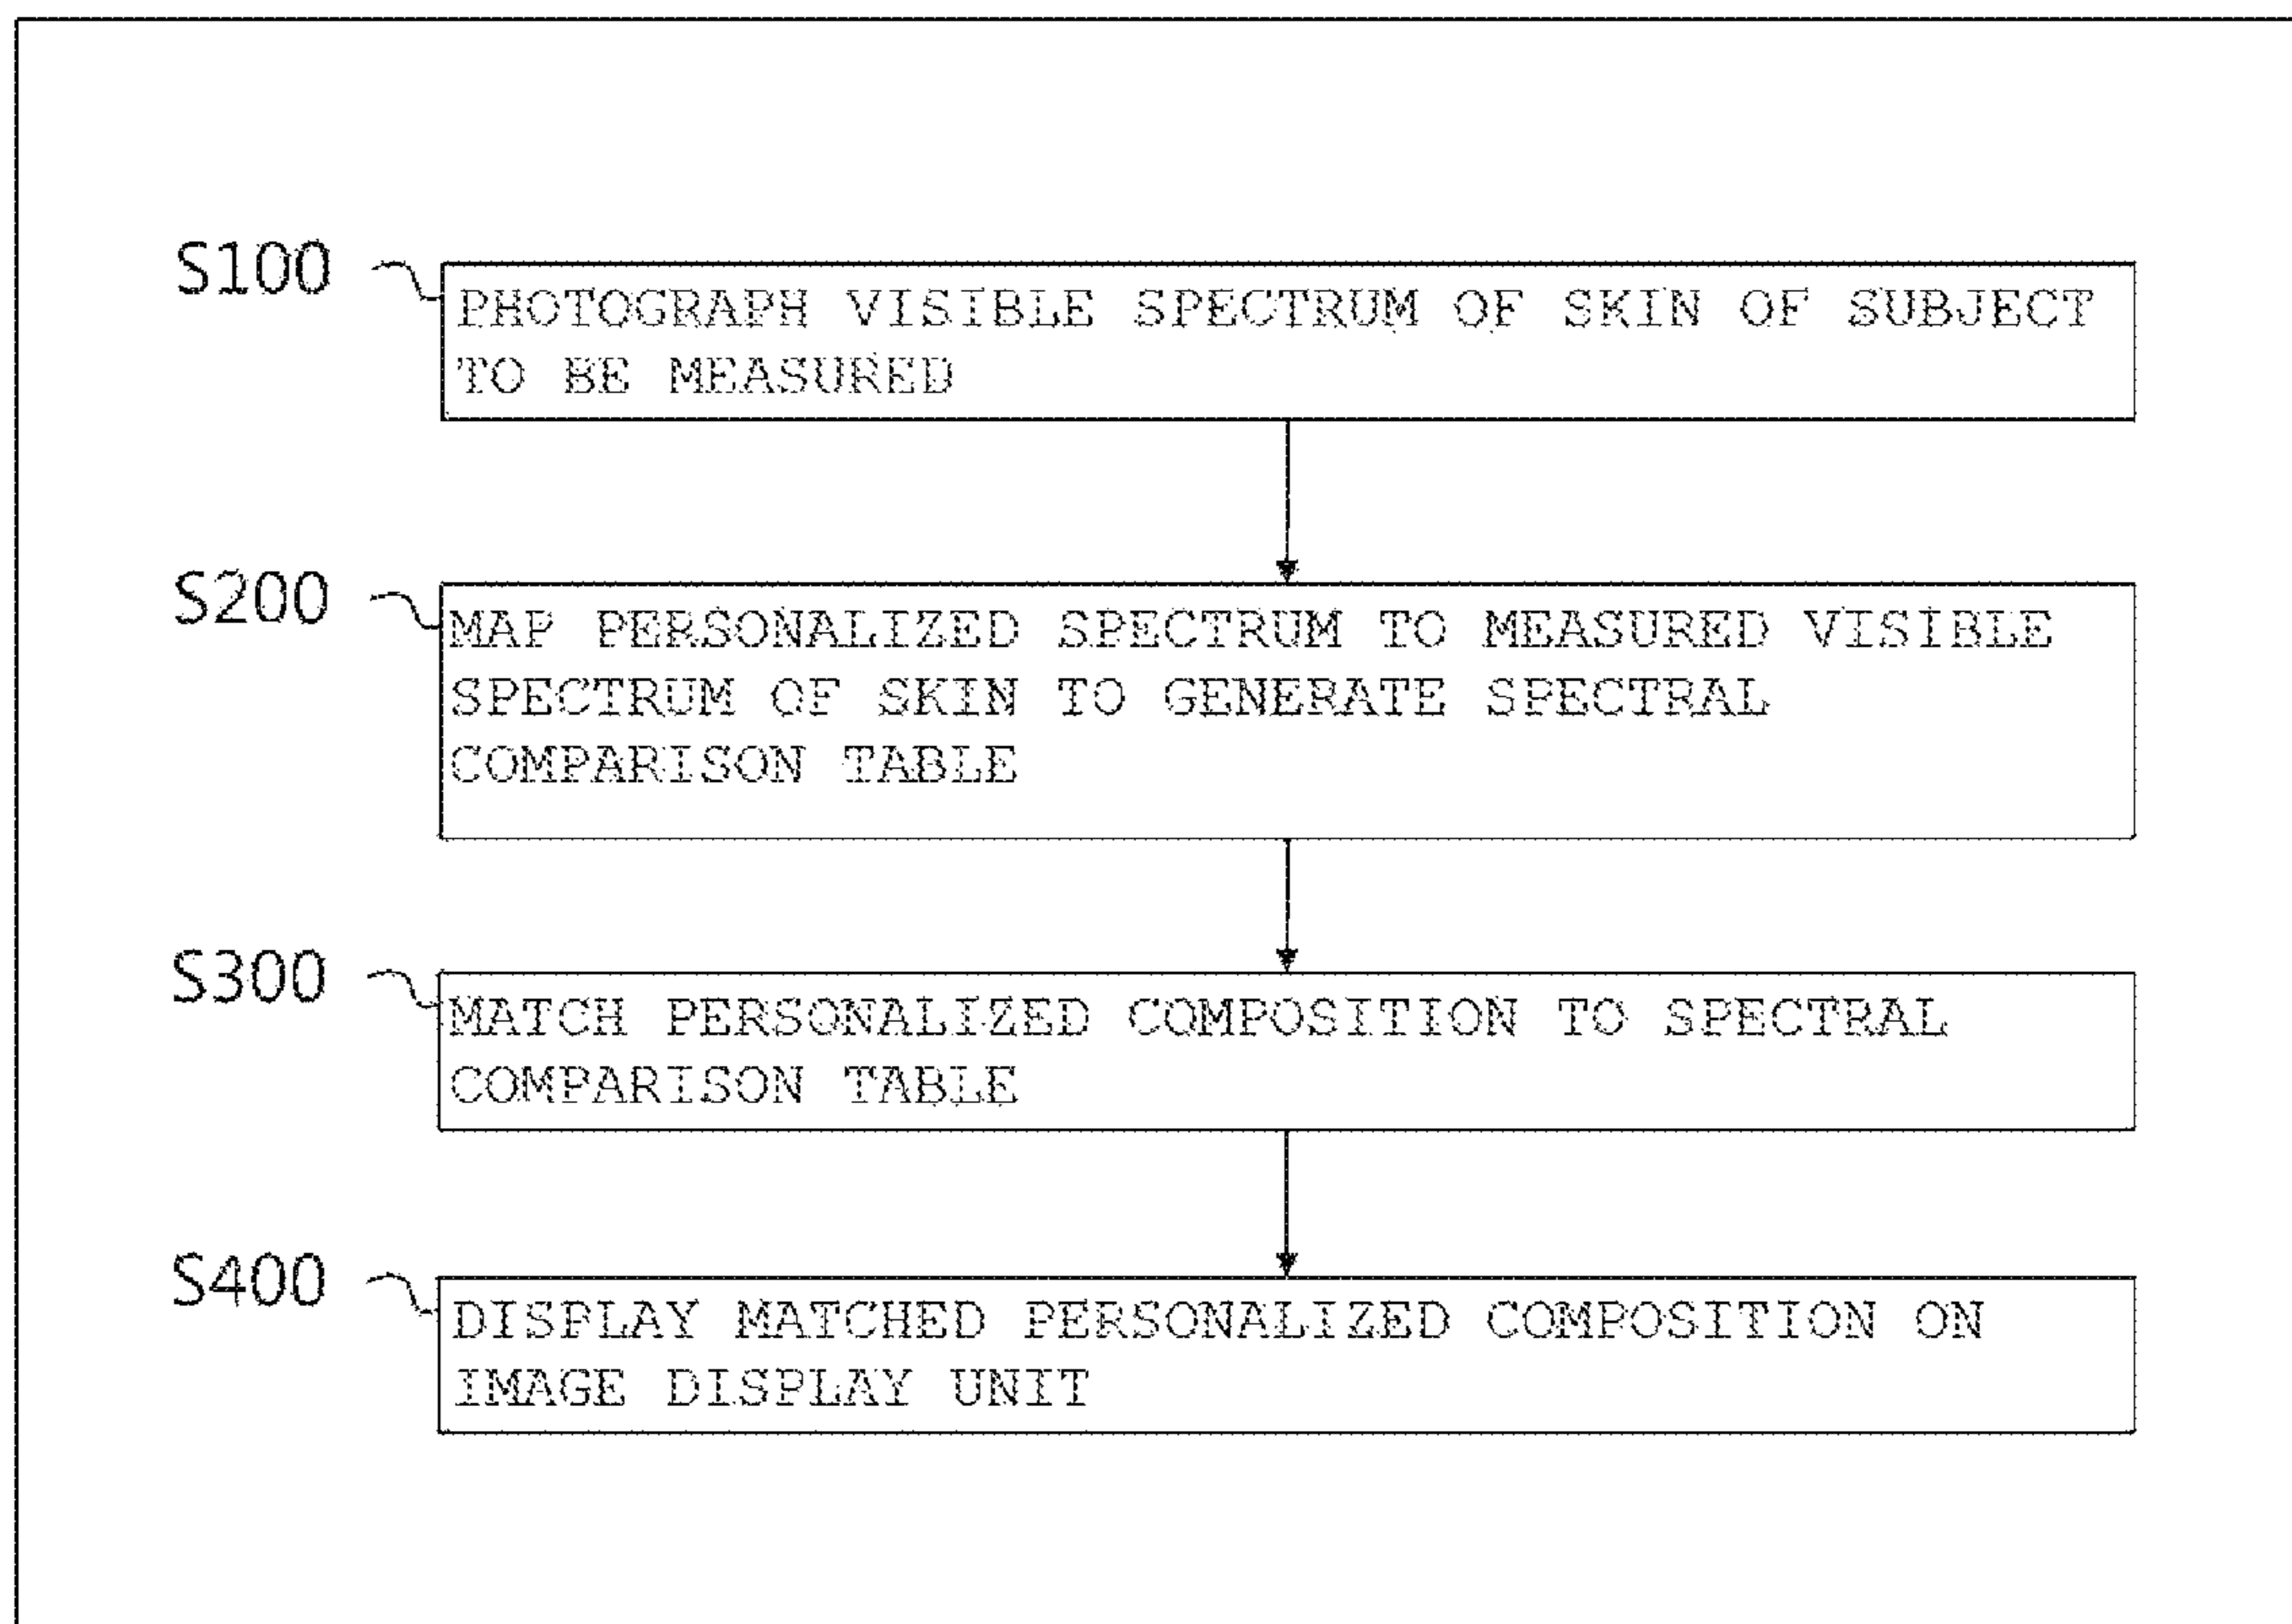 S100
PHOTOGRAPH VISIBLE SPECTRUM OF SKIN OF SUBJECT
TO BE MEASURED
S200
MAP PERSONALIZED SPECTRUM TO MEASURED VISIBLE
SPECTRUM OF SKIN TO GENERATE SPECTRAL
COMPARISON TABLE
S300
MATCH PERSONALIZED COMPOSITION TO SPECTRAL
COMPARISON TABLE
S400
DISPLAY MATCHED PERSONALIZED COMPOSITION ON
IMAGE DISPLAY UNIT